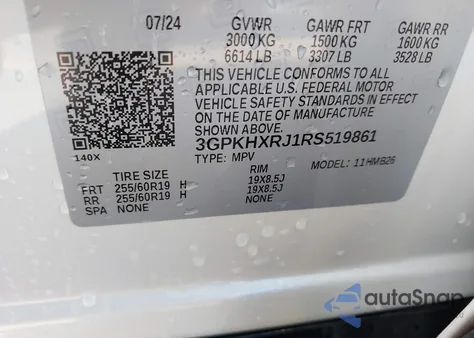 07/24 GVWR GAWR FRT GAWR RR
3000 KG 1500 KG 1600 KG
6614 LB 3307 LB 3528 LB
THIS VEHICLE CONFORMS TO ALL
APPLICABLE U.S. FEDERAL MOTOR
VEHICLE SAFETY STANDARDS IN EFFECT
ON THE DATE OF MANUFACTURE
SHOWN ABOVE.
3GPKHXRJ1RS519861
140X TYPE: MPV MODEL: 11HMB26
TIRE SIZE RIM
FRT 255/60R19 H 19X8.5J
RR 255/60R19 H 19X8.5J
SPA NONE NONE
autaSnap